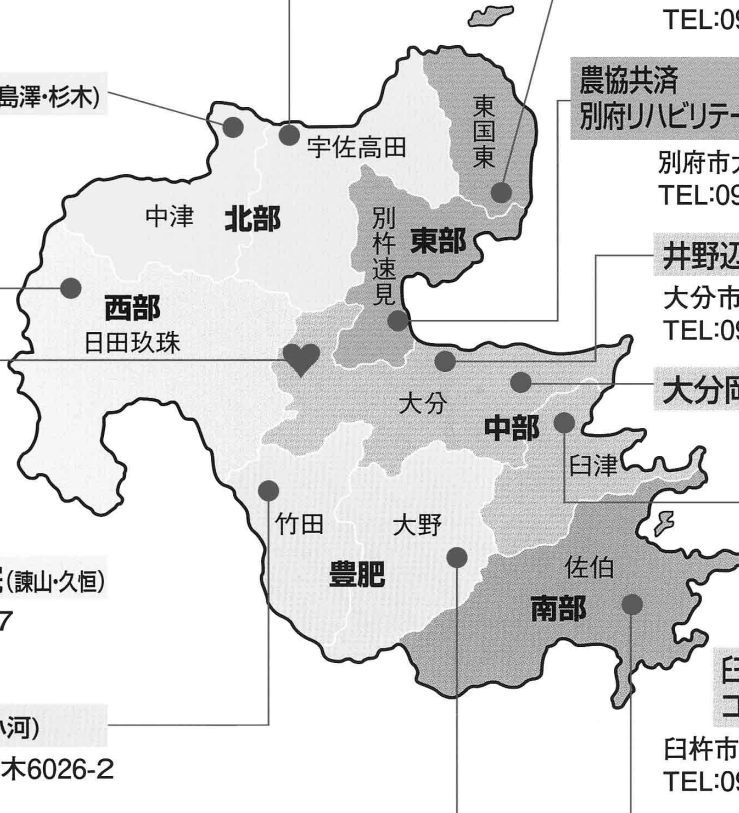 TEL:09
島澤・杉木)
農協共済
別府リハビリテー
別府市
TEL:09
東国東
宇佐高田
中津
北部
別杵速見
東部
井野辺
大分市
TEL:09
西部
日田玖珠
大分
中部
大分岡
臼津
竹田
大野
豊肥
佐伯
南部
(諫山・久恒)
7
小河)
木6026-2
臼
コ
臼杵市
TEL:09